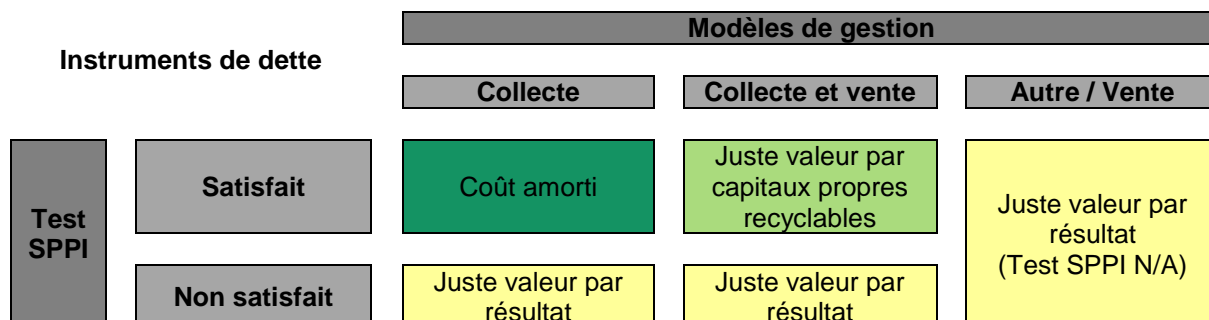 Modèles de gestion
Instruments de dette
Collecte
Collecte et vente
Autre / Vente
Test
SPPI
Satisfait
Coût amorti
Juste valeur par
capitaux propres
recyclables
Juste valeur par
résultat
(Test SPPI N/A)
Non satisfait
Juste valeur par
résultat
Juste valeur par
résultat